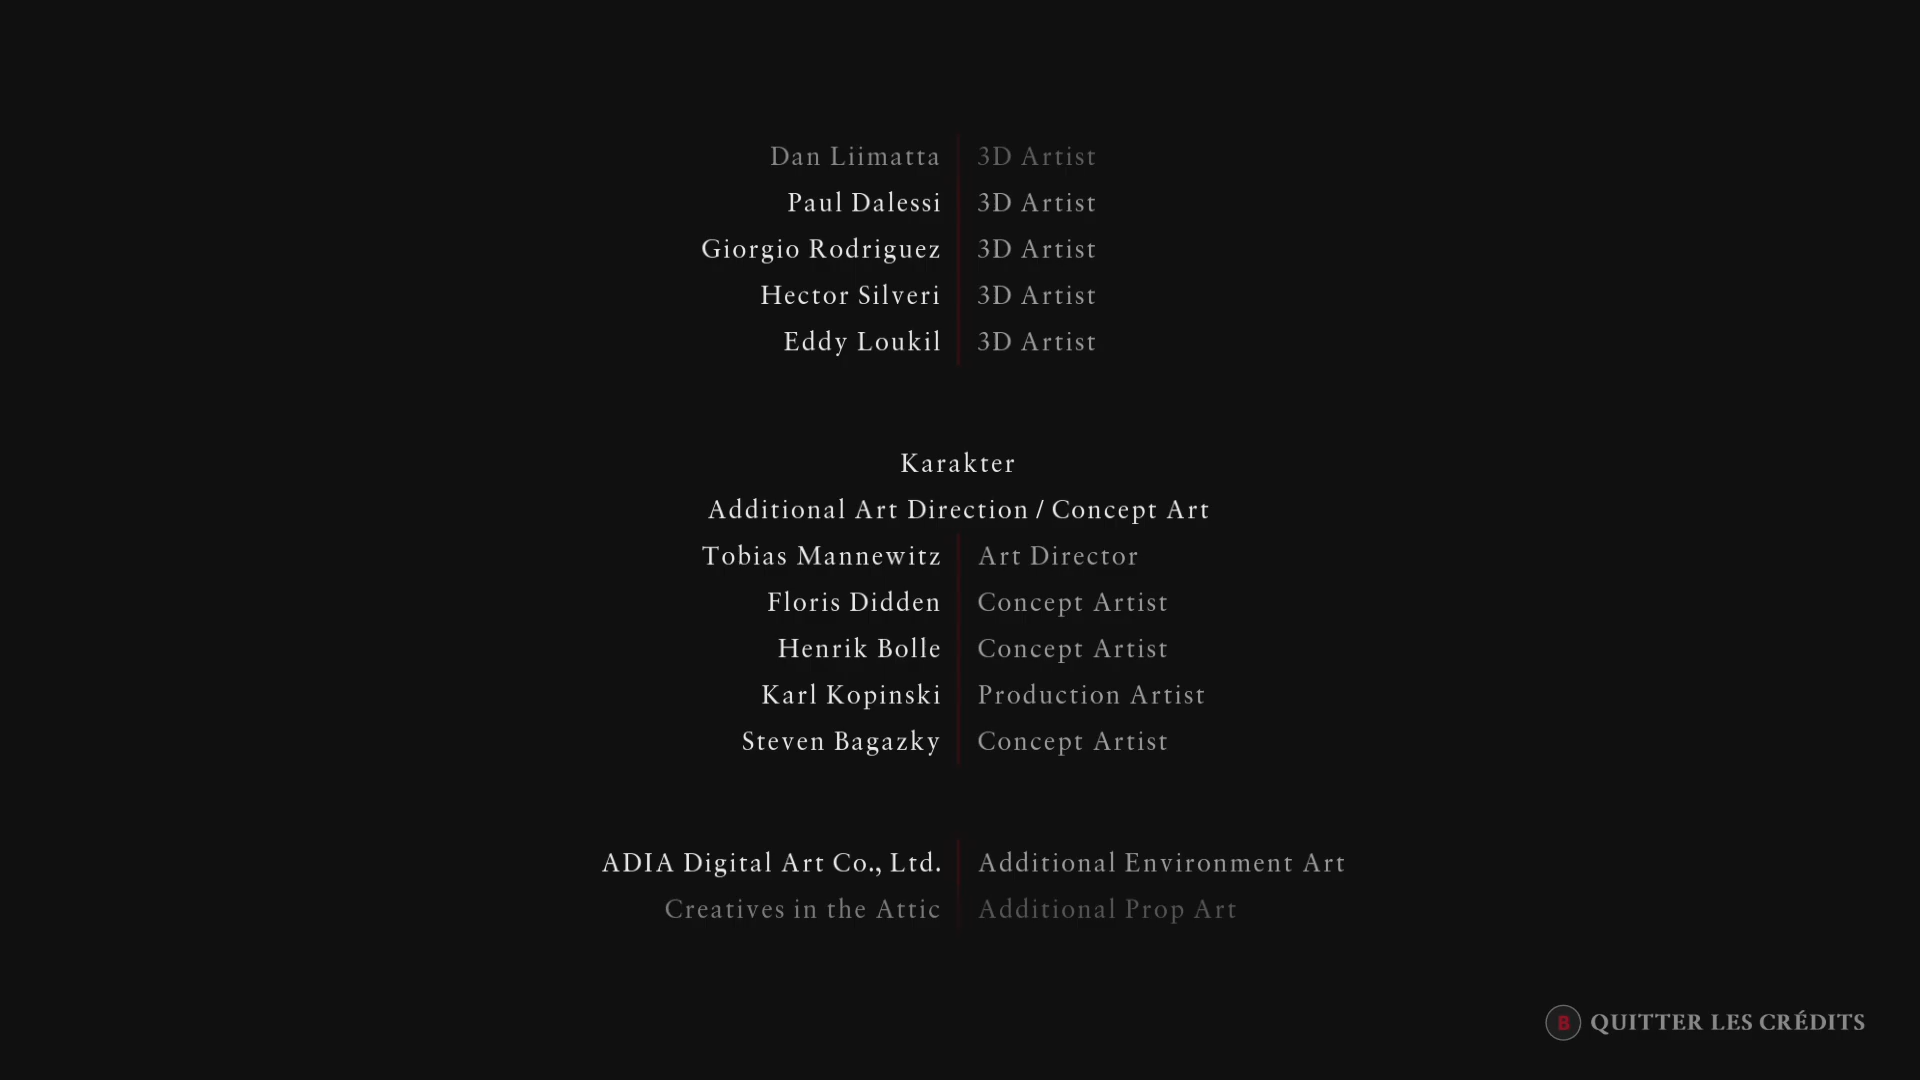 Dan Liimatta 3D Artist
Paul Dalessi 3D Artist
Giorgio Rodriguez 3D Artist
Hector Silveri 3D Artist
Eddy Loukil 3D Artist
Karakter
Additional Art Direction / Concept Art
Tobias Mannewitz Art Director
Floris Didden Concept Artist
Henrik Bolle Concept Artist
Karl Kopinski Production Artist
Steven Bagazky Concept Artist
ADIA Digital Art Co., Ltd. Additional Environment Art
Creatives in the Attic Additional Prop Art
B QUITTER LES CRÉDITS